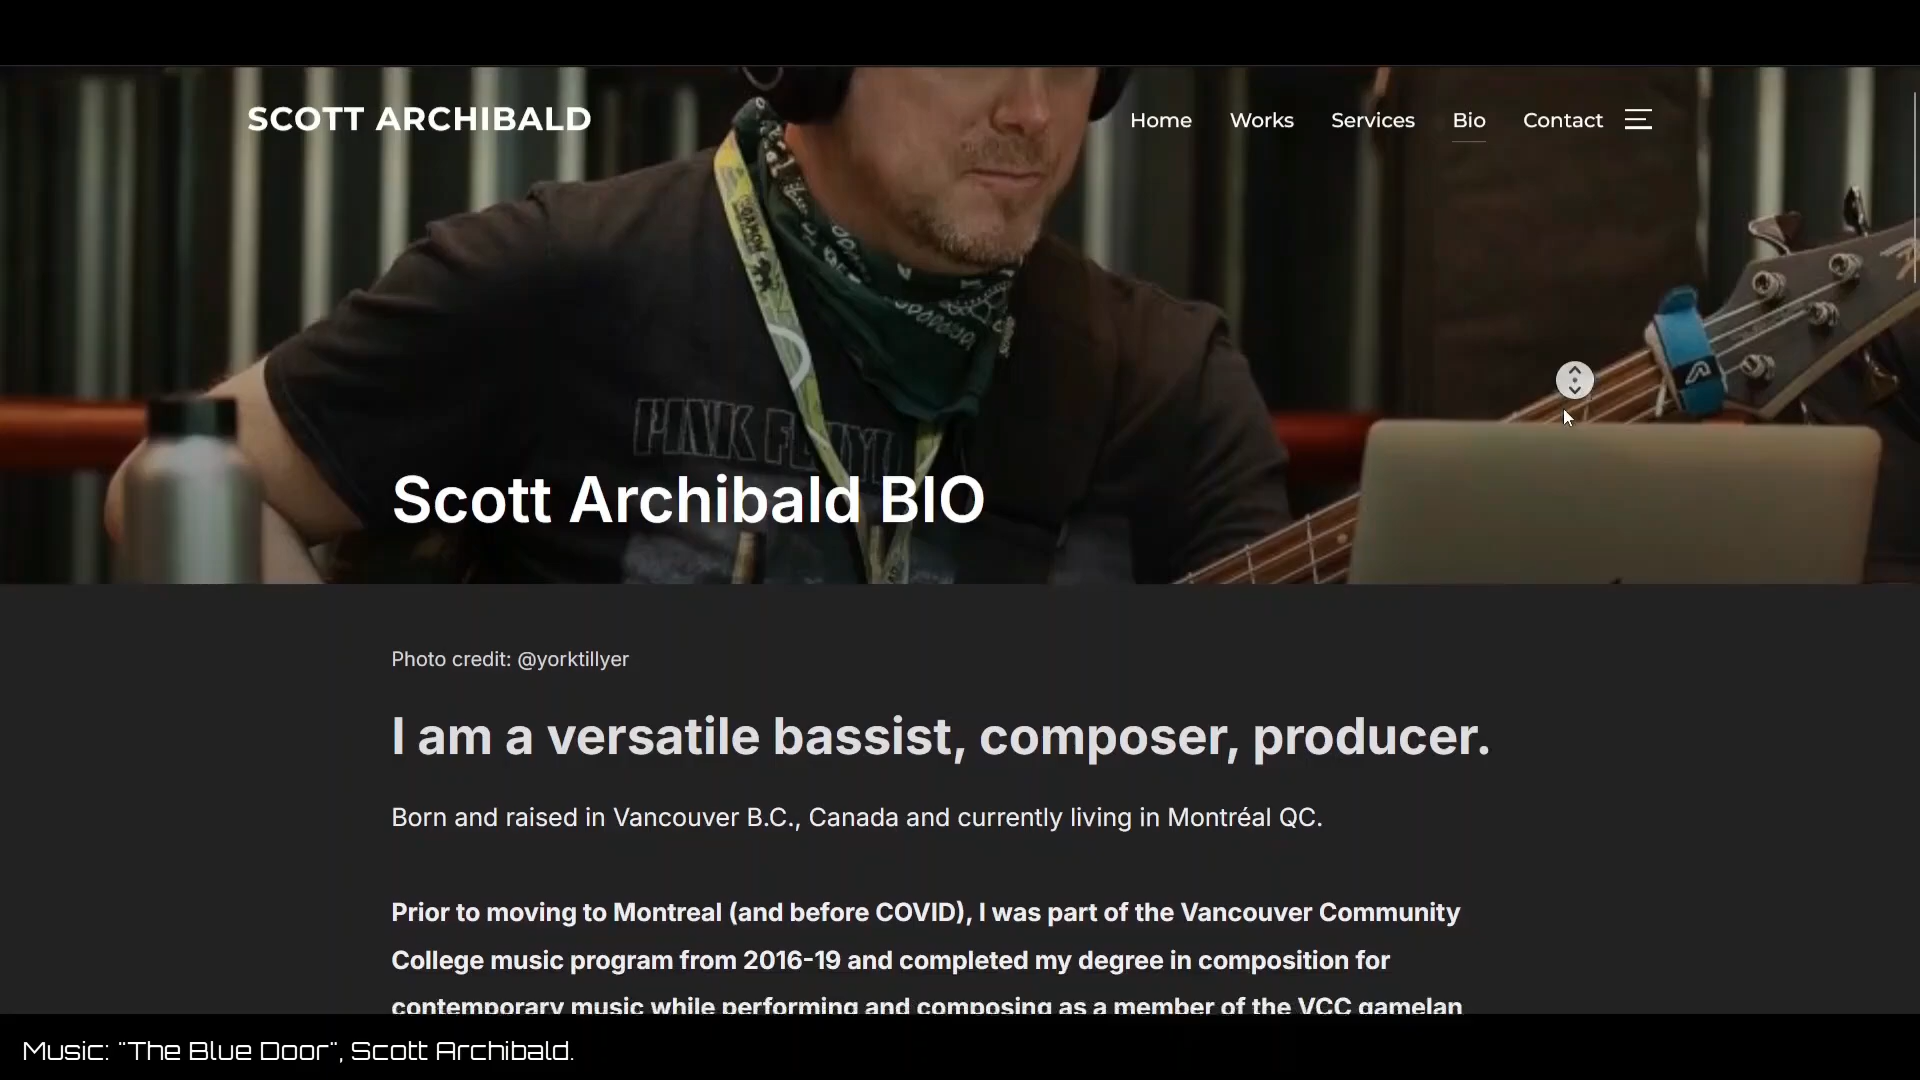 SCOTT ARCHIBALD
Home Works Services Bio Contact
Scott Archibald BIO
Photo credit: @yorktillyer
I am a versatile bassist, composer, producer.
Born and raised in Vancouver B.C., Canada and currently living in Montréal QC.
Prior to moving to Montreal (and before COVID), I was part of the Vancouver Community
College music program from 2016-19 and completed my degree in composition for
contemporary music while performing and composing as a member of the VCC gamelan
Music: "The Blue Door", Scott Archibald.